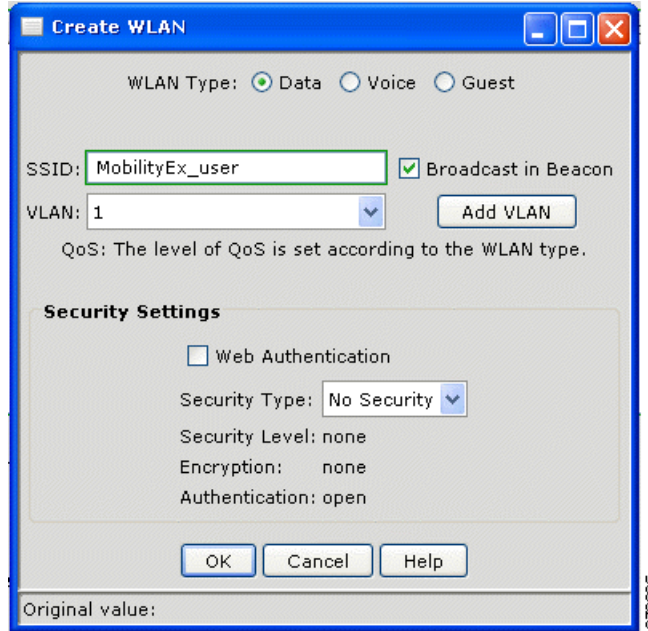 Create WLAN
WLAN Type: Data Voice Guest
SSID: MobilityEx_user Broadcast in Beacon
VLAN: 1 Add VLAN
QoS: The level of QoS is set according to the WLAN type.
Security Settings
Web Authentication
Security Type: No Security
Security Level: none
Encryption: none
Authentication: open
OK Cancel Help
Original value: